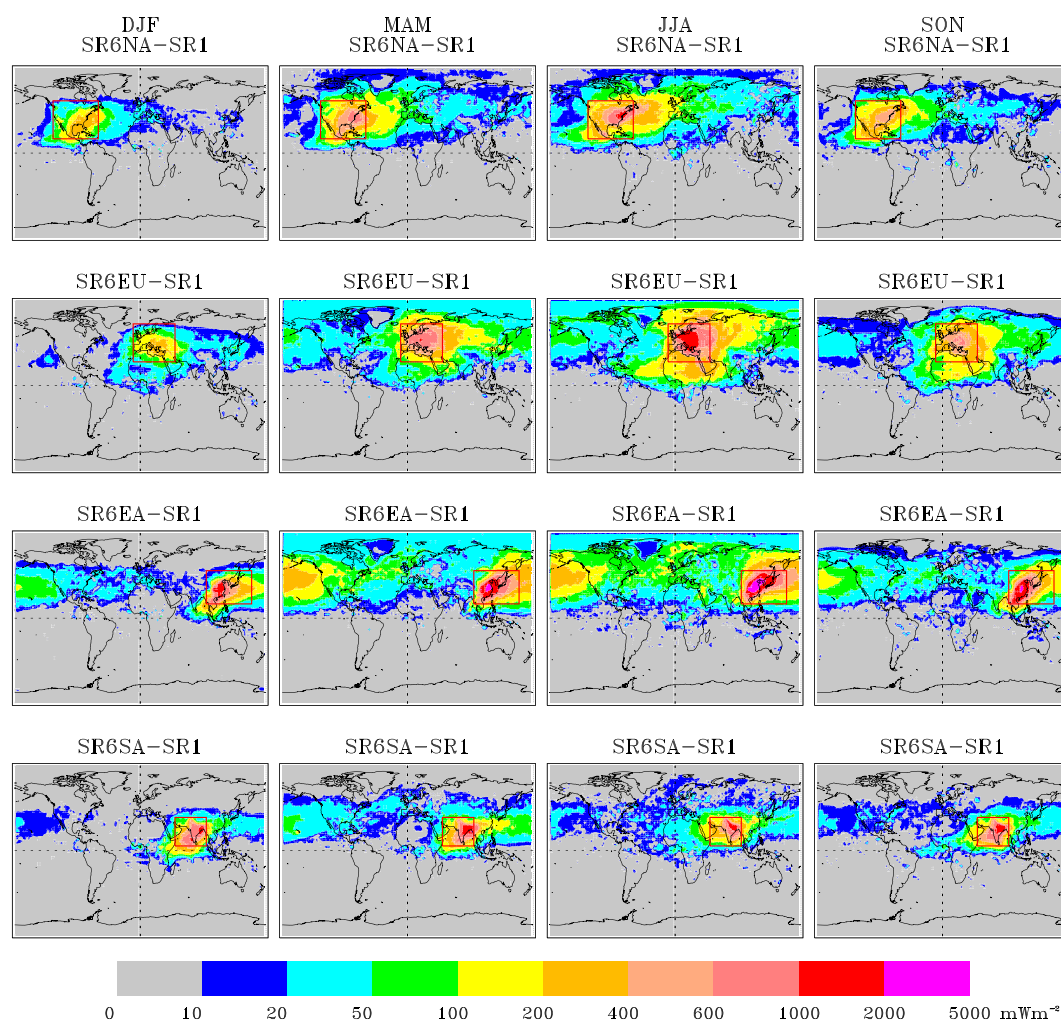 DJF MAM JJA SON
SR6NA-SR1 SR6NA-SR1 SR6NA-SR1 SR6NA-SR1
SR6EU-SR1 SR6EU-SR1 SR6EU-SR1 SR6EU-SR1
SR6EA-SR1 SR6EA-SR1 SR6EA-SR1 SR6EA-SR1
SR6SA-SR1 SR6SA-SR1 SR6SA-SR1 SR6SA-SR1
0 10 20 50 100 200 400 600 1000 2000 5000 mWm⁻²